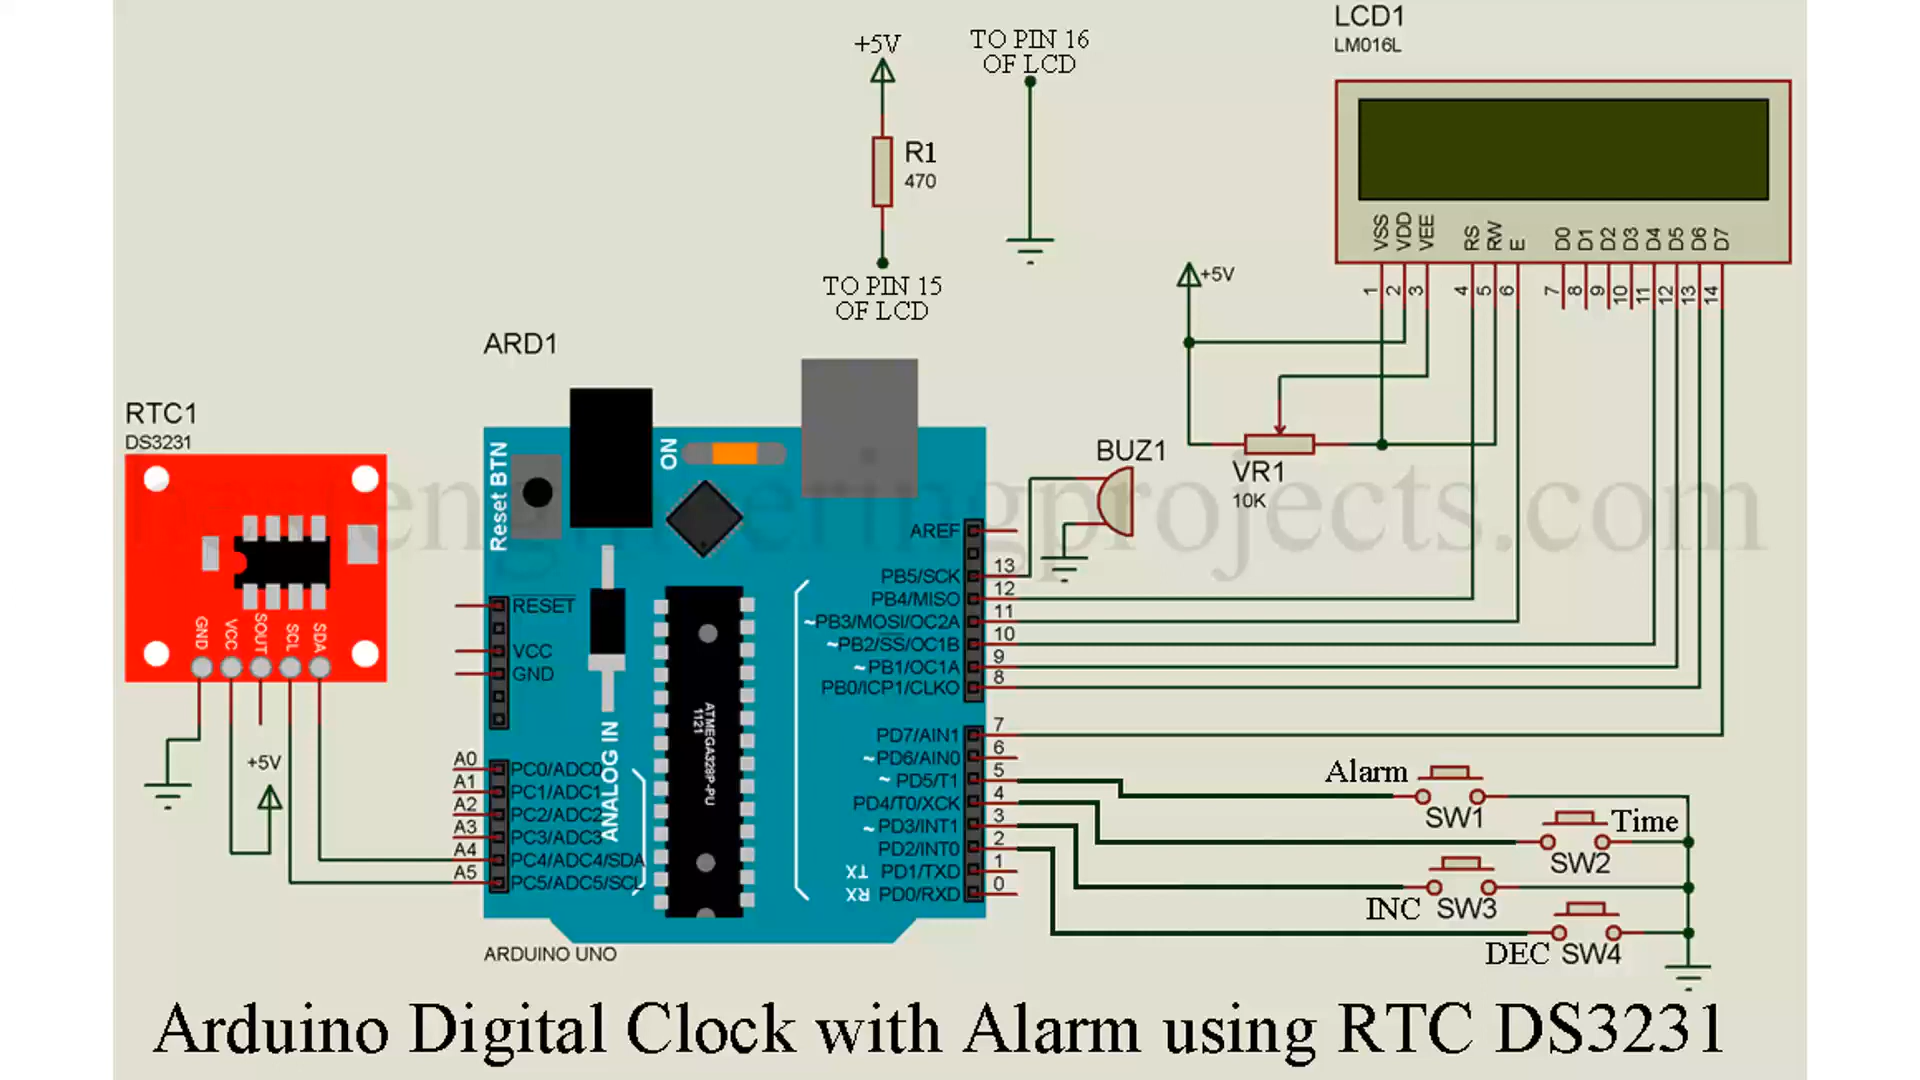 LCD1
LM016L
+5V
TO PIN 16
OF LCD
R1
470
TO PIN 15
OF LCD
VSS
VDD
VEE
RS
RW
E
D0
D1
D2
D3
D4
D5
D6
D7
1
2
3
4
5
6
7
8
9
10
11
12
13
14
+5V
VR1
10K
BUZ1
ARD1
RTC1
DS3231
GND
VCC
SOUT
SCL
SDA
+5V
Reset BTN
ON
RESET
VCC
GND
ANALOG IN
A0 PC0/ADC0
A1 PC1/ADC1
A2 PC2/ADC2
A3 PC3/ADC3
A4 PC4/ADC4/SDA
A5 PC5/ADC5/SCL
ATMEGA328P-PU
1121
AREF
PB5/SCK 13
PB4/MISO 12
~PB3/MOSI/OC2A 11
~PB2/SS/OC1B 10
~PB1/OC1A 9
PB0/ICP1/CLKO 8
PD7/AIN1 7
~PD6/AIN0 6
~PD5/T1 5
PD4/T0/XCK 4
~PD3/INT1 3
PD2/INT0 2
TX PD1/TXD 1
RX PD0/RXD 0
Alarm
SW1
Time
SW2
INC SW3
DEC SW4
ARDUINO UNO
engineeringprojects.com
Arduino Digital Clock with Alarm using RTC DS3231